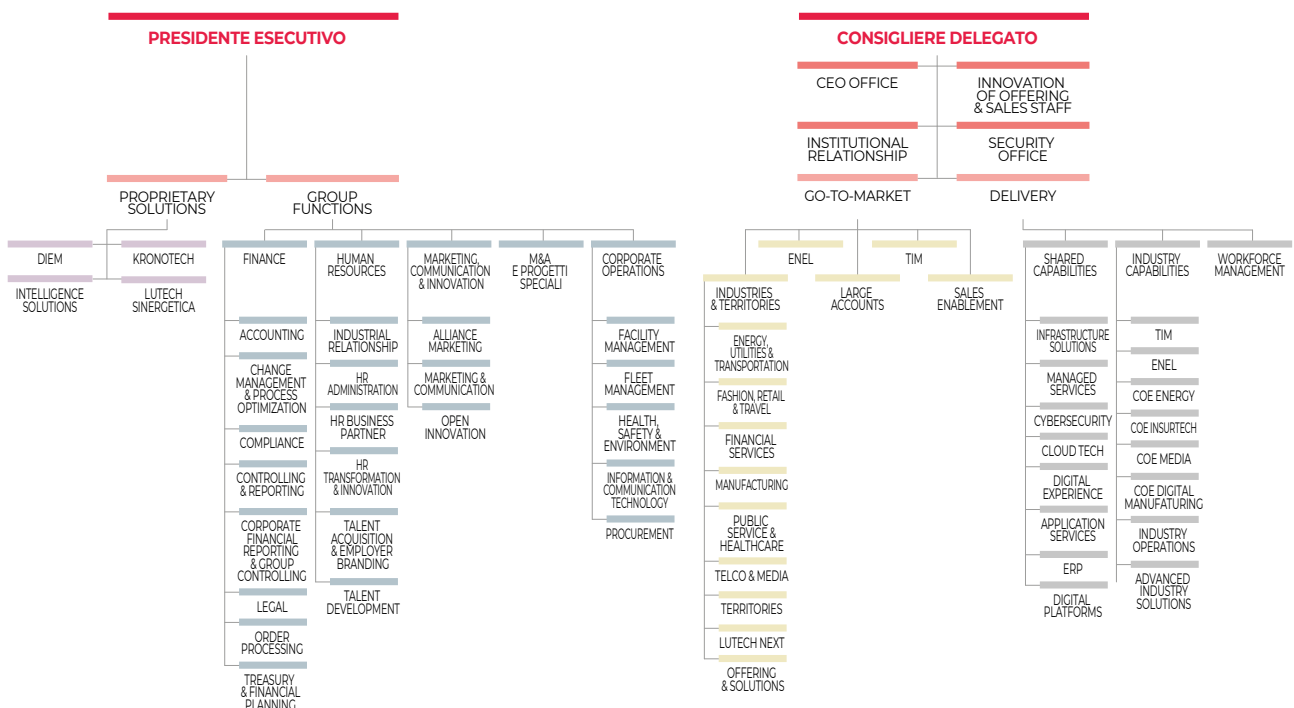 PRESIDENTE ESECUTIVO
PROPRIETARY
SOLUTIONS
GROUP
FUNCTIONS
DIEM
KRONOTECH
INTELLIGENCE
SOLUTIONS
LUTECH
SINERGETICA
FINANCE
ACCOUNTING
CHANGE
MANAGEMENT
& PROCESS
OPTIMIZATION
COMPLIANCE
CONTROLLING
& REPORTING
CORPORATE
FINANCIAL
REPORTING
& GROUP
CONTROLLING
LEGAL
ORDER
PROCESSING
TREASURY
& FINANCIAL
PLANNING
HUMAN
RESOURCES
INDUSTRIAL
RELATIONSHIP
HR
ADMINISTRATION
HR BUSINESS
PARTNER
HR
TRANSFORMATION
& INNOVATION
TALENT
ACQUISITION
& EMPLOYER
BRANDING
TALENT
DEVELOPMENT
MARKETING,
COMMUNICATION
& INNOVATION
ALLIANCE
MARKETING
MARKETING &
COMMUNICATION
OPEN
INNOVATION
M&A
E PROGETTI
SPECIALI
CORPORATE
OPERATIONS
FACILITY
MANAGEMENT
FLEET
MANAGEMENT
HEALTH,
SAFETY &
ENVIRONMENT
INFORMATION &
COMMUNICATION
TECHNOLOGY
PROCUREMENT
CONSIGLIERE DELEGATO
CEO OFFICE
INNOVATION
OF OFFERING
& SALES STAFF
INSTITUTIONAL
RELATIONSHIP
SECURITY
OFFICE
GO-TO-MARKET
DELIVERY
ENEL
TIM
INDUSTRIES
& TERRITORIES
LARGE
ACCOUNTS
SALES
ENABLEMENT
ENERGY,
UTILITIES &
TRANSPORTATION
FASHION, RETAIL
& TRAVEL
FINANCIAL
SERVICES
MANUFACTURING
PUBLIC
SERVICE &
HEALTHCARE
TELCO & MEDIA
TERRITORIES
LUTECH NEXT
OFFERING
& SOLUTIONS
SHARED
CAPABILITIES
INFRASTRUCTURE
SOLUTIONS
MANAGED
SERVICES
CYBERSECURITY
CLOUD TECH
DIGITAL
EXPERIENCE
APPLICATION
SERVICES
ERP
DIGITAL
PLATFORMS
INDUSTRY
CAPABILITIES
TIM
ENEL
COE ENERGY
COE INSURTECH
COE MEDIA
COE DIGITAL
MANUFATURING
INDUSTRY
OPERATIONS
ADVANCED
INDUSTRY
SOLUTIONS
WORKFORCE
MANAGEMENT